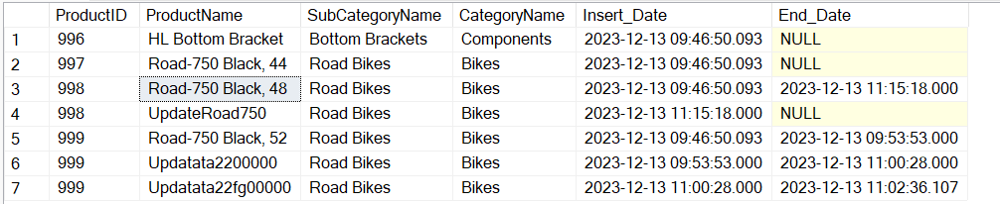 ProductID ProductName SubCategoryName CategoryName Insert_Date End_Date
1 996 HL Bottom Bracket Bottom Brackets Components 2023-12-13 09:46:50.093 NULL
2 997 Road-750 Black, 44 Road Bikes Bikes 2023-12-13 09:46:50.093 NULL
3 998 Road-750 Black, 48 Road Bikes Bikes 2023-12-13 09:46:50.093 2023-12-13 11:15:18.000
4 998 UpdateRoad750 Road Bikes Bikes 2023-12-13 11:15:18.000 NULL
5 999 Road-750 Black, 52 Road Bikes Bikes 2023-12-13 09:46:50.093 2023-12-13 09:53:53.000
6 999 Updatata2200000 Road Bikes Bikes 2023-12-13 09:53:53.000 2023-12-13 11:00:28.000
7 999 Updatata22fg00000 Road Bikes Bikes 2023-12-13 11:00:28.000 2023-12-13 11:02:36.107